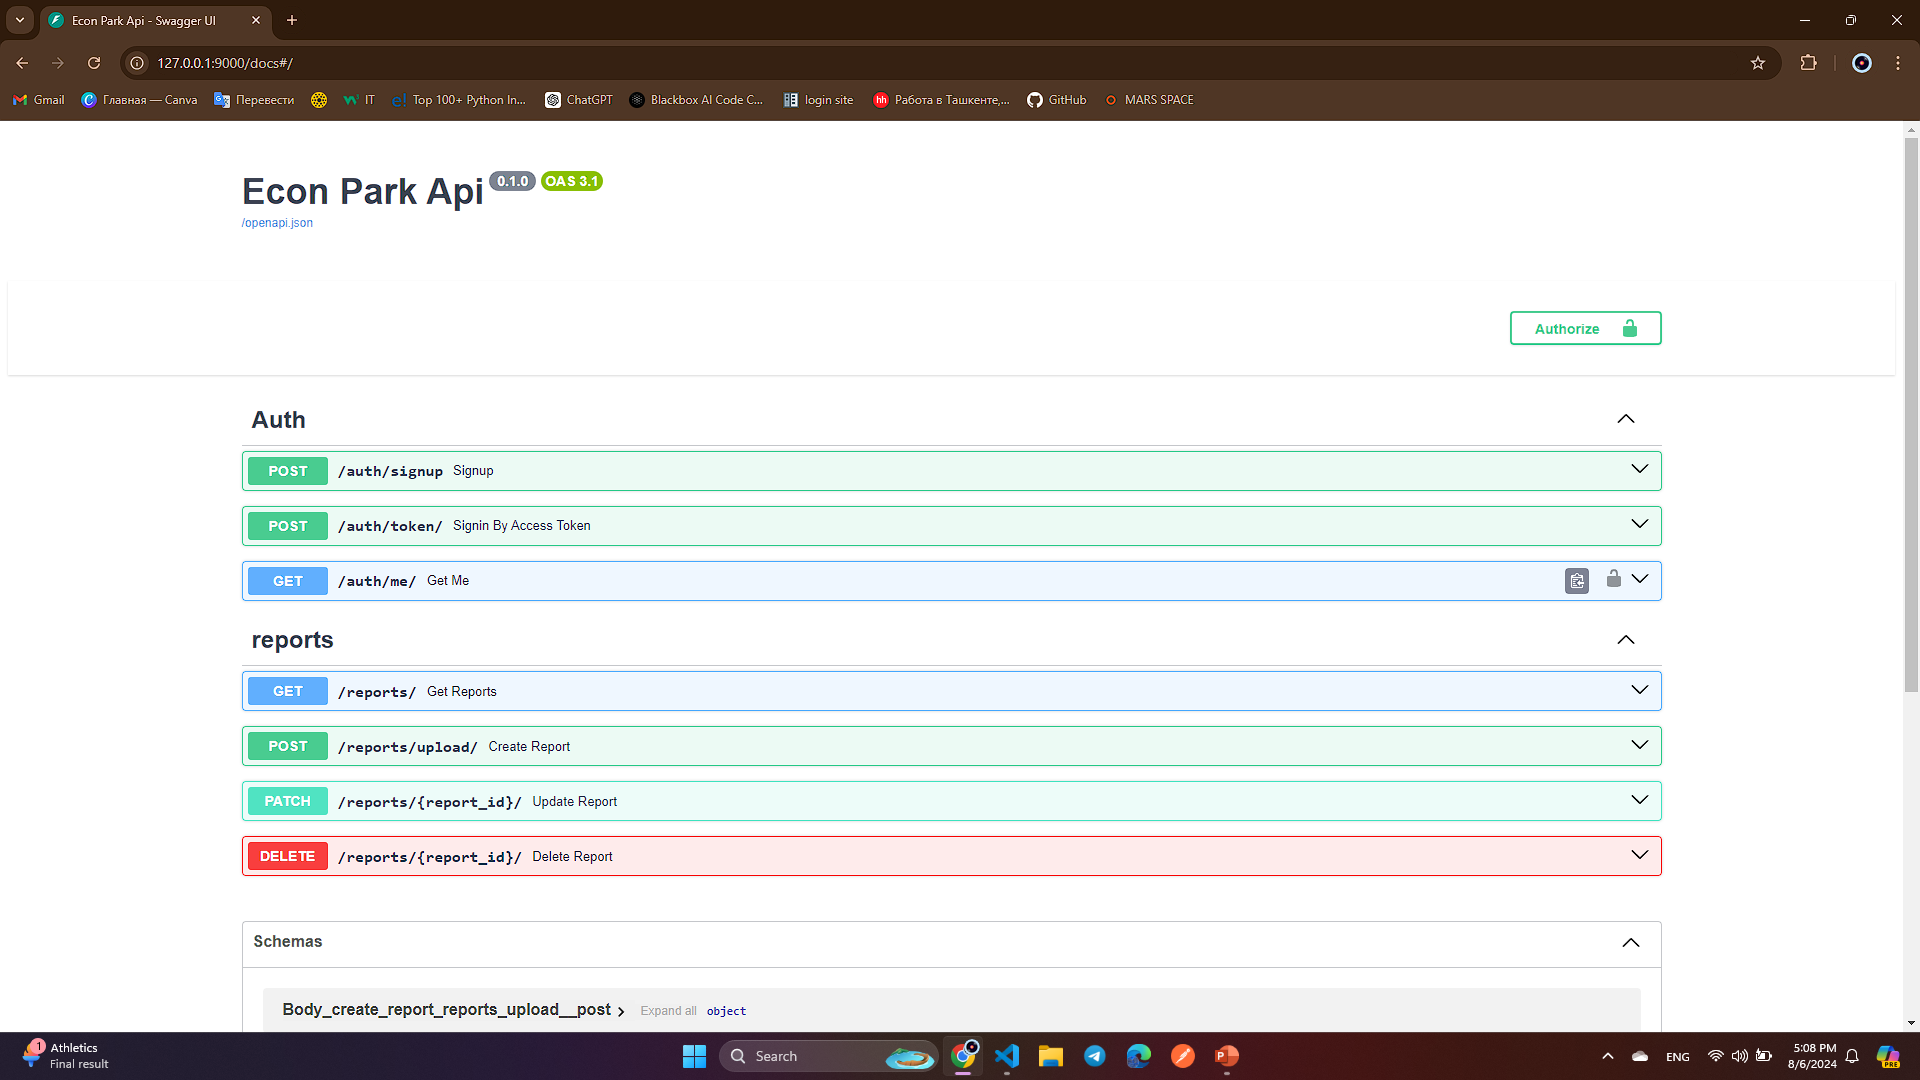 Econ Park Api - Swagger UI
127.0.0.1:9000/docs#/
Gmail
Главная — Canva
Перевести
IT
Top 100+ Python In...
ChatGPT
Blackbox AI Code C...
login site
hh
Работа в Ташкенте,...
GitHub
MARS SPACE
Econ Park Api 0.1.0 OAS 3.1
/openapi.json
Authorize
Auth
POST /auth/signup Signup
POST /auth/token/ Signin By Access Token
GET /auth/me/ Get Me
reports
GET /reports/ Get Reports
POST /reports/upload/ Create Report
PATCH /reports/{report_id}/ Update Report
DELETE /reports/{report_id}/ Delete Report
Schemas
Body_create_report_reports_upload__post Expand all object
1
Athletics
Final result
Search
ENG
5:08 PM
8/6/2024
PRE